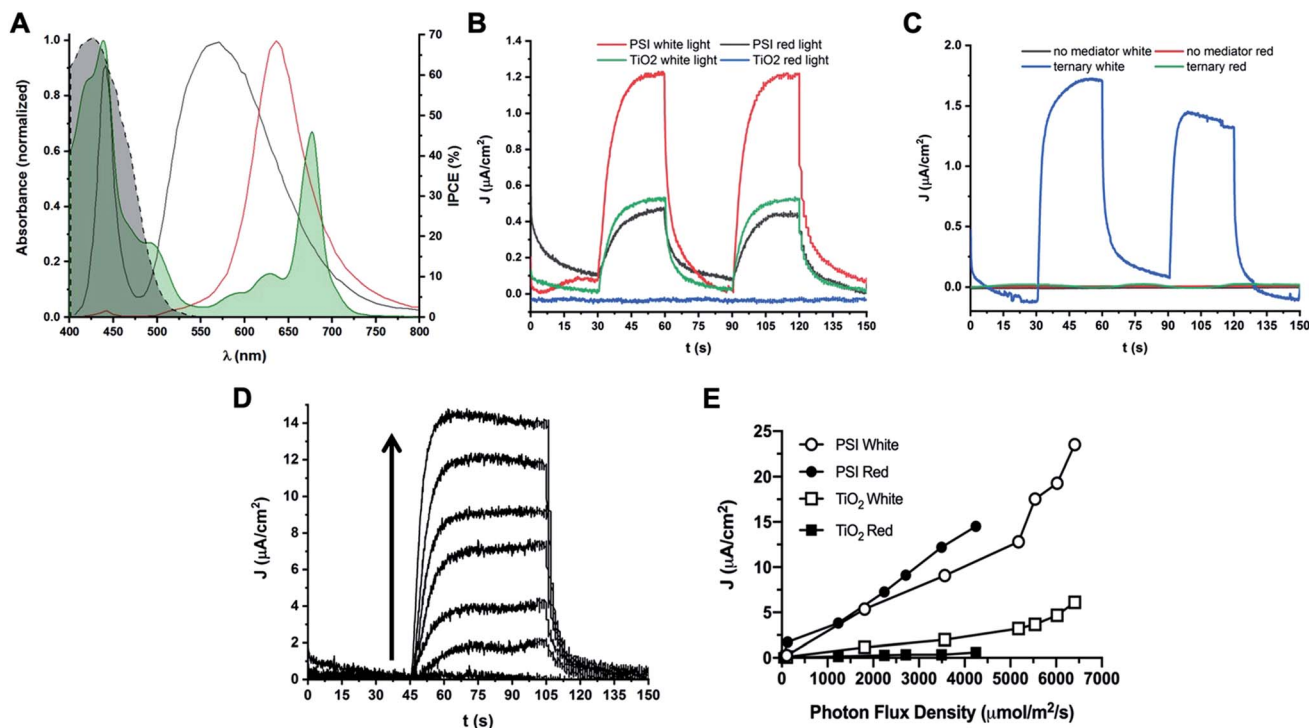 A
Absorbance (normalized)
1.0
0.8
0.6
0.4
0.2
0.0
70
60
50
40
30
20
10
0
IPCE (%)
400 450 500 550 600 650 700 750 800
λ (nm)
B
PSI white light PSI red light
TiO2 white light TiO2 red light
J (μA/cm²)
1.4
1.2
1.0
0.8
0.6
0.4
0.2
0.0
0 15 30 45 60 75 90 105 120 135 150
t (s)
C
no mediator white no mediator red
ternary white ternary red
J (μA/cm²)
2.0
1.5
1.0
0.5
0.0
0 15 30 45 60 75 90 105 120 135 150
t (s)
D
J (μA/cm²)
14
12
10
8
6
4
2
0
0 15 30 45 60 75 90 105 120 135 150
t (s)
E
PSI White
PSI Red
TiO₂ White
TiO₂ Red
J (μA/cm²)
25
20
15
10
5
0
0 1000 2000 3000 4000 5000 6000 7000
Photon Flux Density (μmol/m²/s)